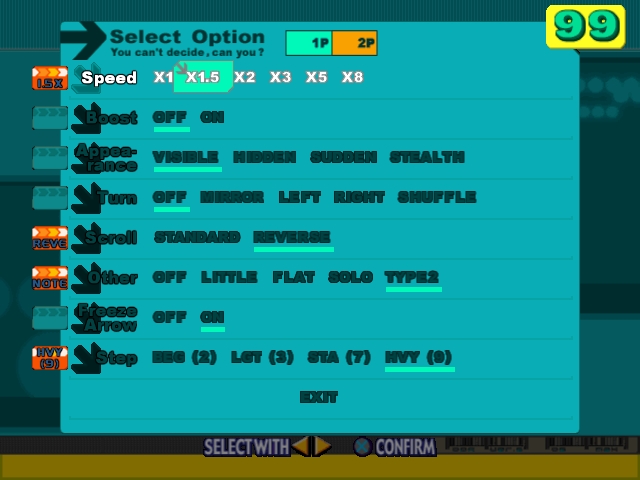 Select Option
You can't decide, can you?
1P 2P
99
1.5X Speed X1 X1.5 X2 X3 X5 X8
Boost OFF ON
Appea-
rance VISIBLE HIDDEN SUDDEN STEALTH
Turn OFF MIRROR LEFT RIGHT SHUFFLE
REVE Scroll STANDARD REVERSE
NOTE Other OFF LITTLE FLAT SOLO TYPE2
Freeze
Arrow OFF ON
HVY
(9) Step BEG (2) LGT (3) STA (7) HVY (9)
EXIT
SELECT WITH CONFIRM